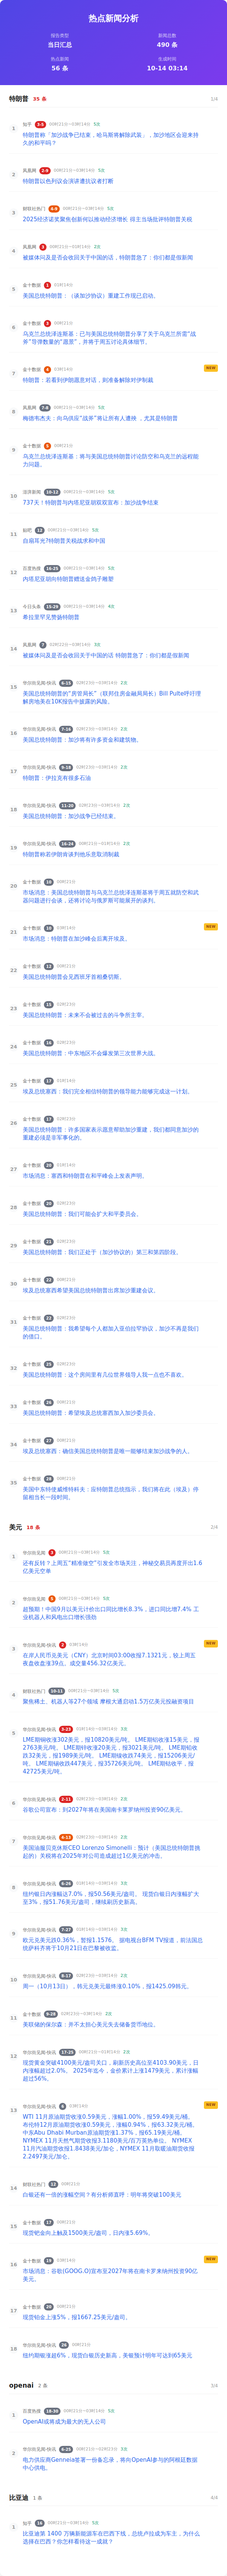 热点新闻分析
报告类型
新闻总数
当日汇总
490 条
热点新闻
生成时间
56 条
10-14 03:14
特朗普 35 条 1/4
1 知乎 3-5 00时21分~03时14分 5次
特朗普称「加沙战争已结束，哈马斯将解除武装」，加沙地区会迎来持
久的和平吗？
2 凤凰网 2-9 00时21分~03时14分 5次
特朗普以色列议会演讲遭抗议者打断
3 财联社热门 4-9 00时21分~03时14分 5次
2025经济诺奖聚焦创新何以推动经济增长 得主当场批评特朗普关税
4 凤凰网 3 00时21分~01时14分 2次
被媒体问及是否会收回关于中国的话，特朗普急了：你们都是假新闻
5 金十数据 1 01时14分
美国总统特朗普：（谈加沙协议）重建工作现已启动。
6 金十数据 3 00时21分
乌克兰总统泽连斯基：已与美国总统特朗普分享了关于乌克兰所需“战
斧”导弹数量的“愿景”，并将于周五讨论具体细节。
7 金十数据 4 03时14分 NEW
特朗普：若看到伊朗愿意对话，则准备解除对伊制裁
8 凤凰网 7-8 00时21分~03时14分 5次
梅德韦杰夫：向乌供应“战斧”将让所有人遭殃 ，尤其是特朗普
9 金十数据 5 00时21分
乌克兰总统泽连斯基：将与美国总统特朗普讨论防空和乌克兰的远程能
力问题。
10 澎湃新闻 10-12 00时21分~03时14分 5次
737天！特朗普与内塔尼亚胡双双宣布：加沙战争结束
11 贴吧 12 00时21分~03时14分 5次
自扇耳光?特朗普关税战求和中国
12 百度热搜 16-25 00时21分~03时14分 5次
内塔尼亚胡向特朗普赠送金鸽子雕塑
13 今日头条 15-29 00时21分~03时14分 4次
希拉里罕见赞扬特朗普
14 凤凰网 7 02时23分~03时14分 3次
被媒体问及是否会收回关于中国的话 特朗普急了：你们都是假新闻
15 华尔街见闻-快讯 6-15 02时23分~03时14分 2次
美国总统特朗普的“房管局长”（联邦住房金融局局长）Bill Pulte呼吁理
解房地美在10K报告中披露的风险。
16 华尔街见闻-快讯 7-16 02时23分~03时14分 2次
美国总统特朗普：加沙将有许多资金和建筑物。
17 华尔街见闻-快讯 9-18 02时23分~03时14分 2次
特朗普：伊拉克有很多石油
18 华尔街见闻-快讯 11-20 02时23分~03时14分 2次
美国总统特朗普：加沙战争已经结束。
19 华尔街见闻-快讯 16-24 00时21分~01时14分 2次
特朗普称若伊朗肯谈判他乐意取消制裁
20 金十数据 10 00时21分
市场消息：美国总统特朗普与乌克兰总统泽连斯基将于周五就防空和武
器问题进行会谈，还将讨论与俄罗斯可能展开的谈判。
21 金十数据 10 03时14分 NEW
市场消息：特朗普在加沙峰会后离开埃及。
22 金十数据 12 00时21分
美国总统特朗普会见西班牙首相桑切斯。
23 金十数据 15 02时23分
美国总统特朗普：未来不会被过去的斗争所主宰。
24 金十数据 16 02时23分
美国总统特朗普：中东地区不会爆发第三次世界大战。
25 金十数据 17 01时14分
埃及总统塞西：我们完全相信特朗普的领导能力能够完成这一计划。
26 金十数据 17 02时23分
美国总统特朗普：许多国家表示愿意帮助加沙重建，我们都同意加沙的
重建必须是非军事化的。
27 金十数据 20 01时14分
市场消息：塞西和特朗普在和平峰会上发表声明。
28 金十数据 20 02时23分
美国总统特朗普：我们可能会扩大和平委员会。
29 金十数据 21 02时23分
美国总统特朗普：我们正处于（加沙协议的）第三和第四阶段。
30 金十数据 22 00时21分
埃及总统塞西希望美国总统特朗普出席加沙重建会议。
31 金十数据 22 02时23分
美国总统特朗普：我希望每个人都加入亚伯拉罕协议，加沙不再是我们
的借口。
32 金十数据 25 02时23分
美国总统特朗普：这个房间里有几位世界领导人我一点也不喜欢。
33 金十数据 26 00时21分
美国总统特朗普：希望埃及总统塞西加入加沙委员会。
34 金十数据 27 00时21分
埃及总统塞西：确信美国总统特朗普是唯一能够结束加沙战争的人。
35 金十数据 29 00时21分
美国中东特使威维特科夫：应特朗普总统指示，我们将在此（埃及）停
留相当长一段时间。
美元 18 条 2/4
1 华尔街见闻 3 00时21分~03时14分 5次
还有反转？上周五“精准做空”引发全市场关注，神秘交易员再度开出1.6
亿美元空单
2 华尔街见闻 5 00时21分~03时14分 5次
超预期！中国9月以美元计价出口同比增长8.3%，进口同比增7.4% 工
业机器人和风电出口增长强劲
3 华尔街见闻-快讯 2 03时14分 NEW
在岸人民币兑美元（CNY）北京时间03:00收报7.1321元，较上周五
夜盘收盘涨39点。成交量456.32亿美元。
4 财联社热门 10-11 00时21分~03时14分 5次
聚焦稀土、机器人等27个领域 摩根大通启动1.5万亿美元投融资项目
5 华尔街见闻-快讯 3-23 01时14分~03时14分 3次
LME期铜收涨302美元，报10820美元/吨。 LME期铝收涨15美元，报
2763美元/吨。 LME期锌收涨20美元，报3021美元/吨。 LME期铅收
跌32美元，报1989美元/吨。 LME期镍收跌74美元，报15206美元/
吨。 LME期锡收跌447美元，报35726美元/吨。 LME期钴收平，报
42725美元/吨。
6 华尔街见闻-快讯 2-11 02时23分~03时14分 2次
谷歌公司宣布：到2027年将在美国南卡莱罗纳州投资90亿美元。
7 华尔街见闻-快讯 4-13 02时23分~03时14分 2次
美国油服贝克休斯CEO Lorenzo Simonelli：预计（美国总统特朗普挑
起的）关税将在2025年对公司造成超过1亿美元的冲击。
8 华尔街见闻-快讯 6-26 01时14分~03时14分 3次
纽约银日内涨幅达7.0%，报50.56美元/盎司。 现货白银日内涨幅扩大
至3%，报51.76美元/盎司，继续刷历史新高。
9 华尔街见闻-快讯 7-27 01时14分~03时14分 3次
欧元兑美元跌0.36%，暂报1.1576。 据电视台BFM TV报道，前法国总
统萨科齐将于10月21日在巴黎被收监。
10 华尔街见闻-快讯 8-17 02时23分~03时14分 2次
周一（10月13日），韩元兑美元最终涨0.10%，报1425.09韩元。
11 华尔街见闻-快讯 9-28 02时23分~03时14分 2次
美联储的保尔森：并不太担心美元失去储备货币地位。
12 华尔街见闻-快讯 17-25 00时21分~01时14分 2次
现货黄金突破4100美元/盎司关口，刷新历史高位至4103.90美元，日
内涨幅超过2.0%。 2025年迄今，金价累计上涨1479美元，累计涨幅
超过56%。
13 华尔街见闻-快讯 4 03时14分 NEW
WTI 11月原油期货收涨0.59美元，涨幅1.00%，报59.49美元/桶。
布伦特12月原油期货收涨0.59美元，涨幅0.94%，报63.32美元/桶。
中东Abu Dhabi Murban原油期货涨1.37%，报65.19美元/桶。
NYMEX 11月天然气期货收报3.1180美元/百万英热单位。 NYMEX
11月汽油期货收报1.8438美元/加仑，NYMEX 11月取暖油期货收报
2.2497美元/加仑。
14 财联社热门 12 00时21分
白银还有一倍的涨幅空间？有分析师直呼：明年将突破100美元
15 金十数据 17 00时21分
现货钯金向上触及1500美元/盎司，日内涨5.69%。
16 金十数据 19 03时14分 NEW
市场消息：谷歌(GOOG.O)宣布至2027年将在南卡罗来纳州投资90亿
美元。
17 金十数据 20 00时21分
现货铂金上涨5%，报1667.25美元/盎司。
18 华尔街见闻-快讯 26 00时21分
纽约期银涨超6%，现货白银历史新高，美银预计明年可达到65美元
openai 2 条 3/4
1 百度热搜 18-30 00时21分~03时14分 5次
OpenAI或将成为最大的无人公司
2 华尔街见闻-快讯 6-25 00时21分~02时23分 3次
电力供应商Genneia签署一份备忘录，将向OpenAI参与的阿根廷数据
中心供电。
比亚迪 1 条 4/4
1 知乎 16 00时21分~03时14分 5次
比亚迪第 1400 万辆新能源车在巴西下线，总统卢拉成为车主，为什么
选择在巴西？你怎样看待这一成就？